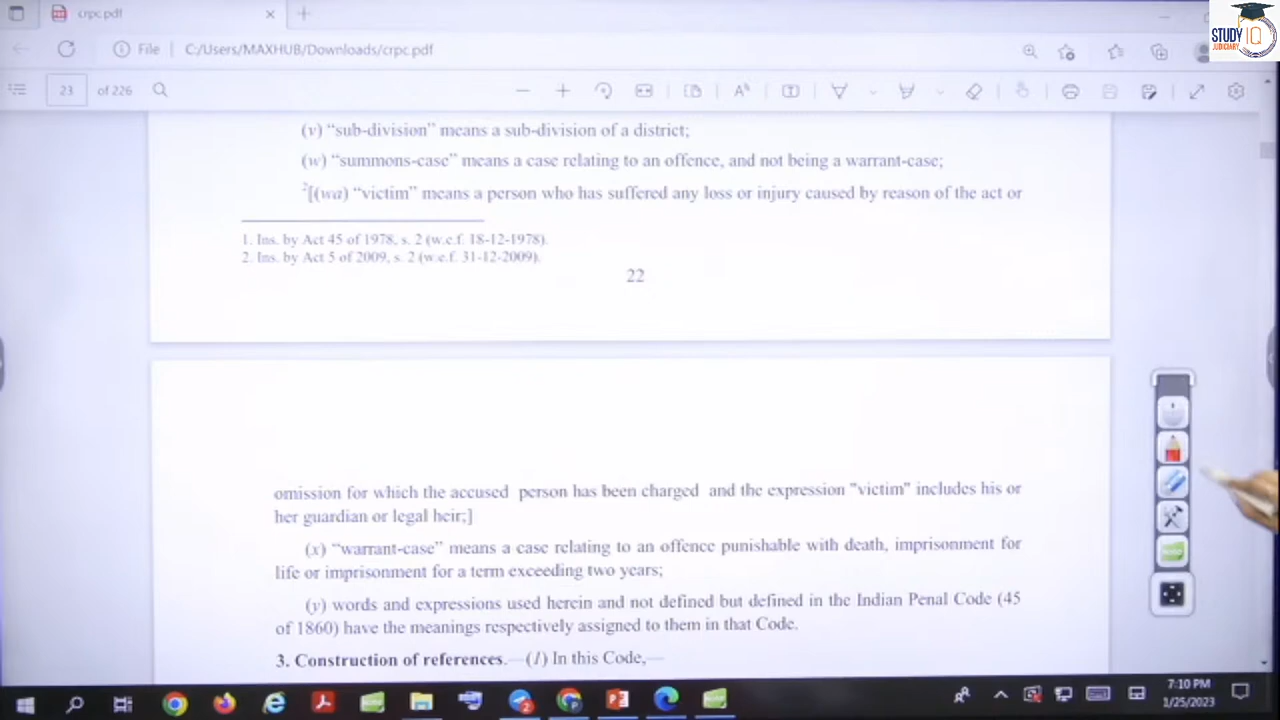 crpc.pdf
STUDY IQ
JUDICIARY
File
C:/Users/MAXHUB/Downloads/crpc.pdf
23
of 226
(v) “sub-division” means a sub-division of a district;
(w) “summons-case” means a case relating to an offence, and not being a warrant-case;
2[(wa) “victim” means a person who has suffered any loss or injury caused by reason of the act or
1. Ins. by Act 45 of 1978, s. 2 (w.e.f. 18-12-1978).
2. Ins. by Act 5 of 2009, s. 2 (w.e.f. 31-12-2009).
22
omission for which the accused person has been charged and the expression "victim" includes his or
her guardian or legal heir;]
(x) “warrant-case” means a case relating to an offence punishable with death, imprisonment for
life or imprisonment for a term exceeding two years;
(y) words and expressions used herein and not defined but defined in the Indian Penal Code (45
of 1860) have the meanings respectively assigned to them in that Code.
3. Construction of references.—(1) In this Code,—
7:10 PM
1/25/2023